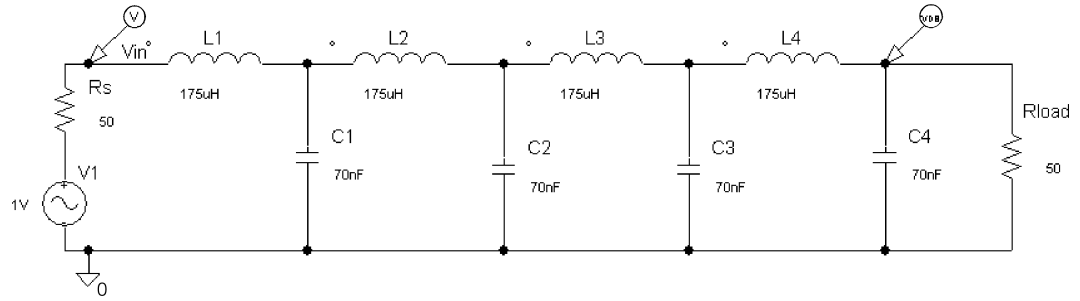 V
VDB
Vin
L1
L2
L3
L4
Rs
175uH
175uH
175uH
175uH
50
C1
C2
C3
C4
Rload
70nF
70nF
70nF
70nF
50
V1
1V
0